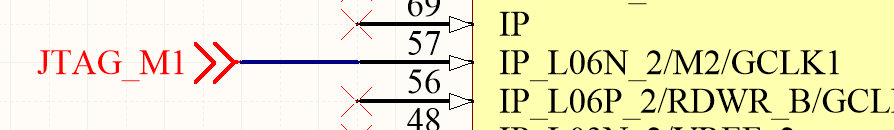 69 IP
JTAG_M1 57 IP_L06N_2/M2/GCLK1
56 IP_L06P_2/RDWR_B/GCL
48